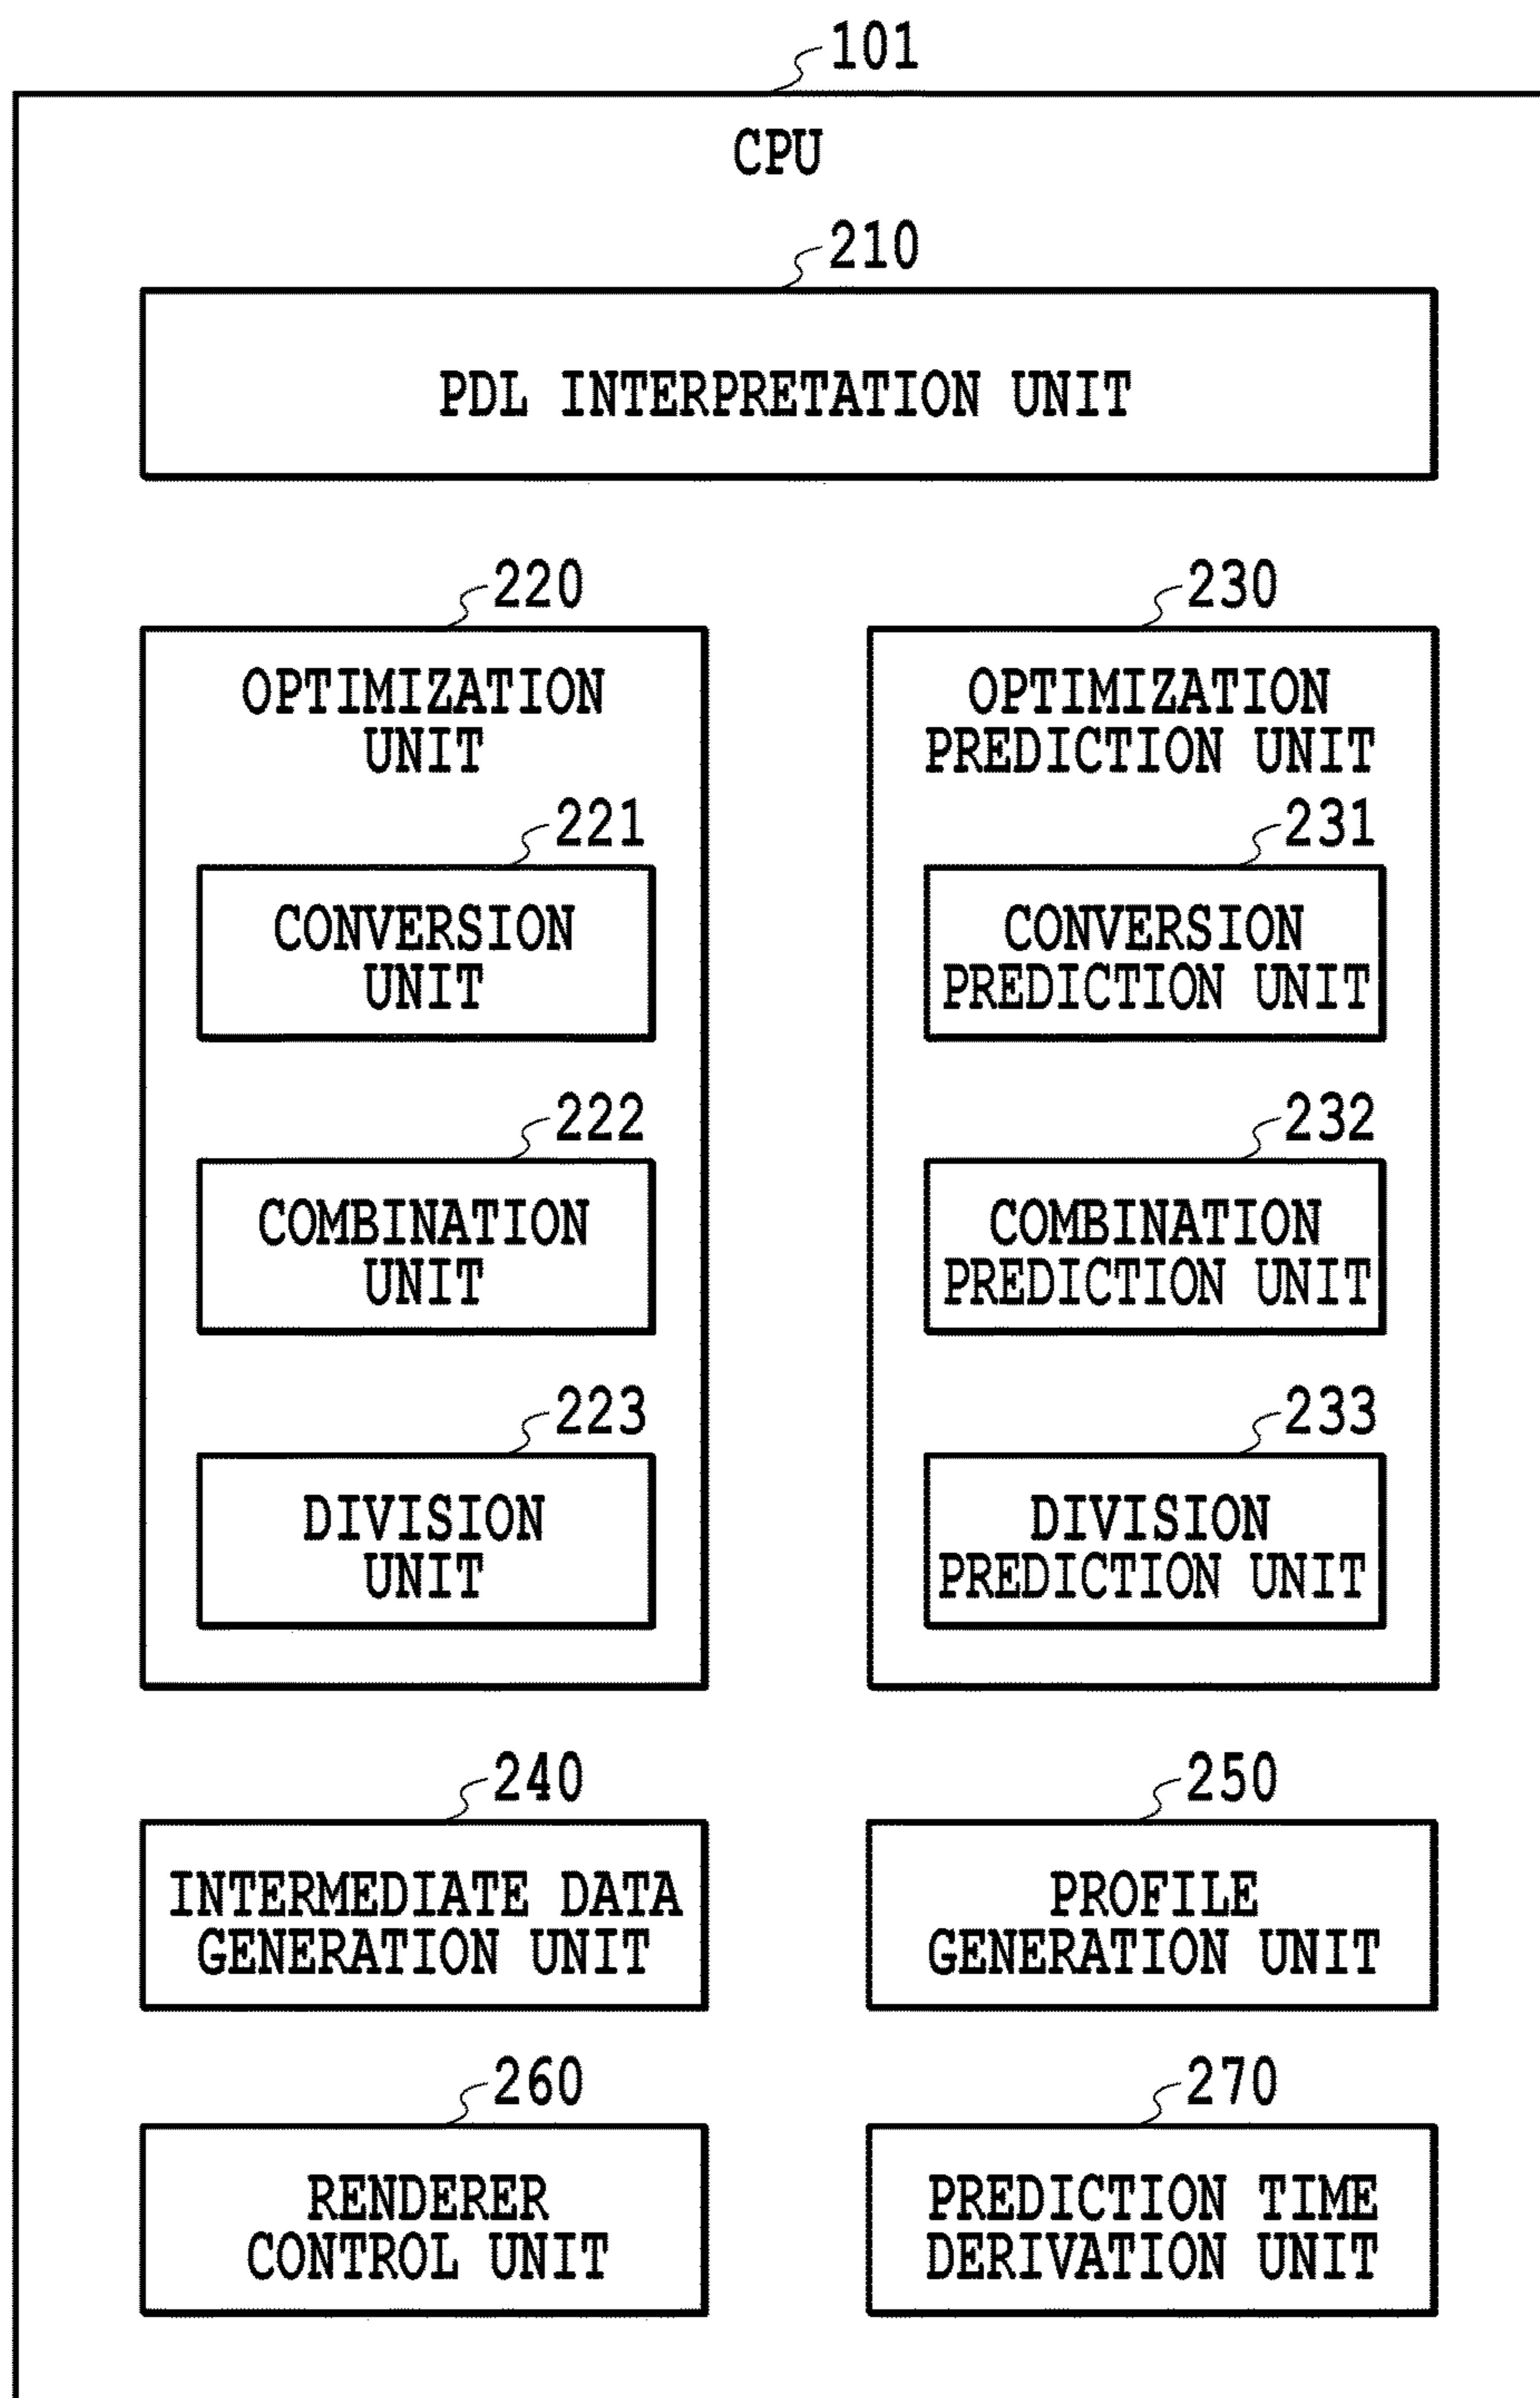 101
CPU
210
PDL INTERPRETATION UNIT
220
OPTIMIZATION
UNIT
221
CONVERSION
UNIT
222
COMBINATION
UNIT
223
DIVISION
UNIT
230
OPTIMIZATION
PREDICTION UNIT
231
CONVERSION
PREDICTION UNIT
232
COMBINATION
PREDICTION UNIT
233
DIVISION
PREDICTION UNIT
240
INTERMEDIATE DATA
GENERATION UNIT
250
PROFILE
GENERATION UNIT
260
RENDERER
CONTROL UNIT
270
PREDICTION TIME
DERIVATION UNIT